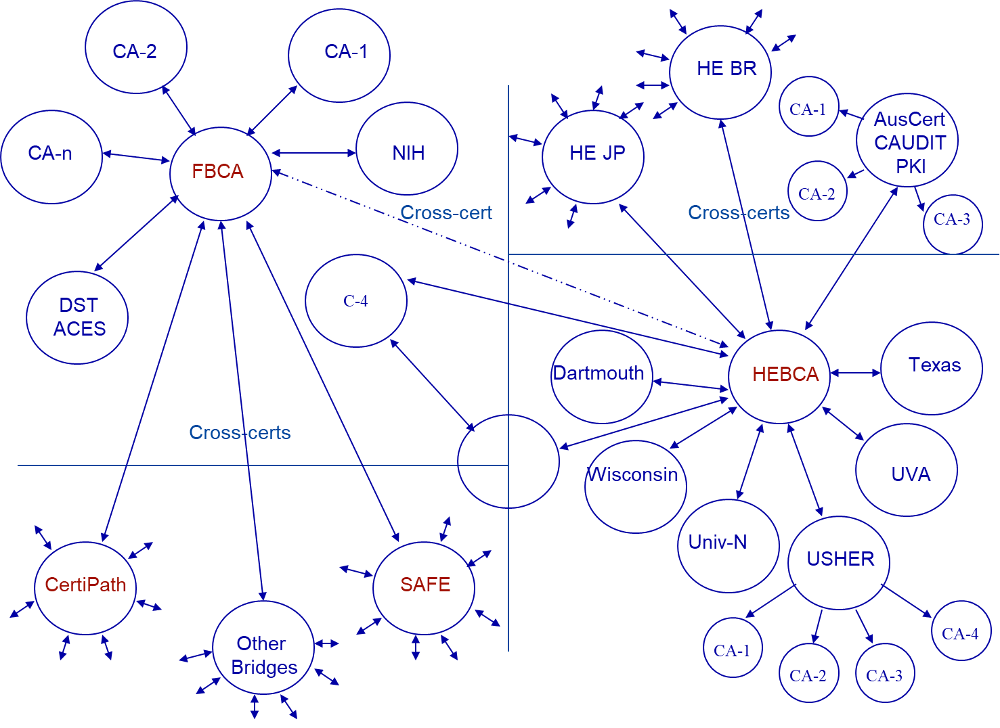 CA-2
CA-1
CA-n
FBCA
NIH
Cross-cert
DST
ACES
C-4
Cross-certs
CertiPath
Other
Bridges
SAFE
HE BR
HE JP
CA-1
AusCert
CAUDIT
PKI
CA-2
CA-3
Cross-certs
Dartmouth
HEBCA
Texas
Wisconsin
UVA
Univ-N
USHER
CA-1
CA-2
CA-3
CA-4